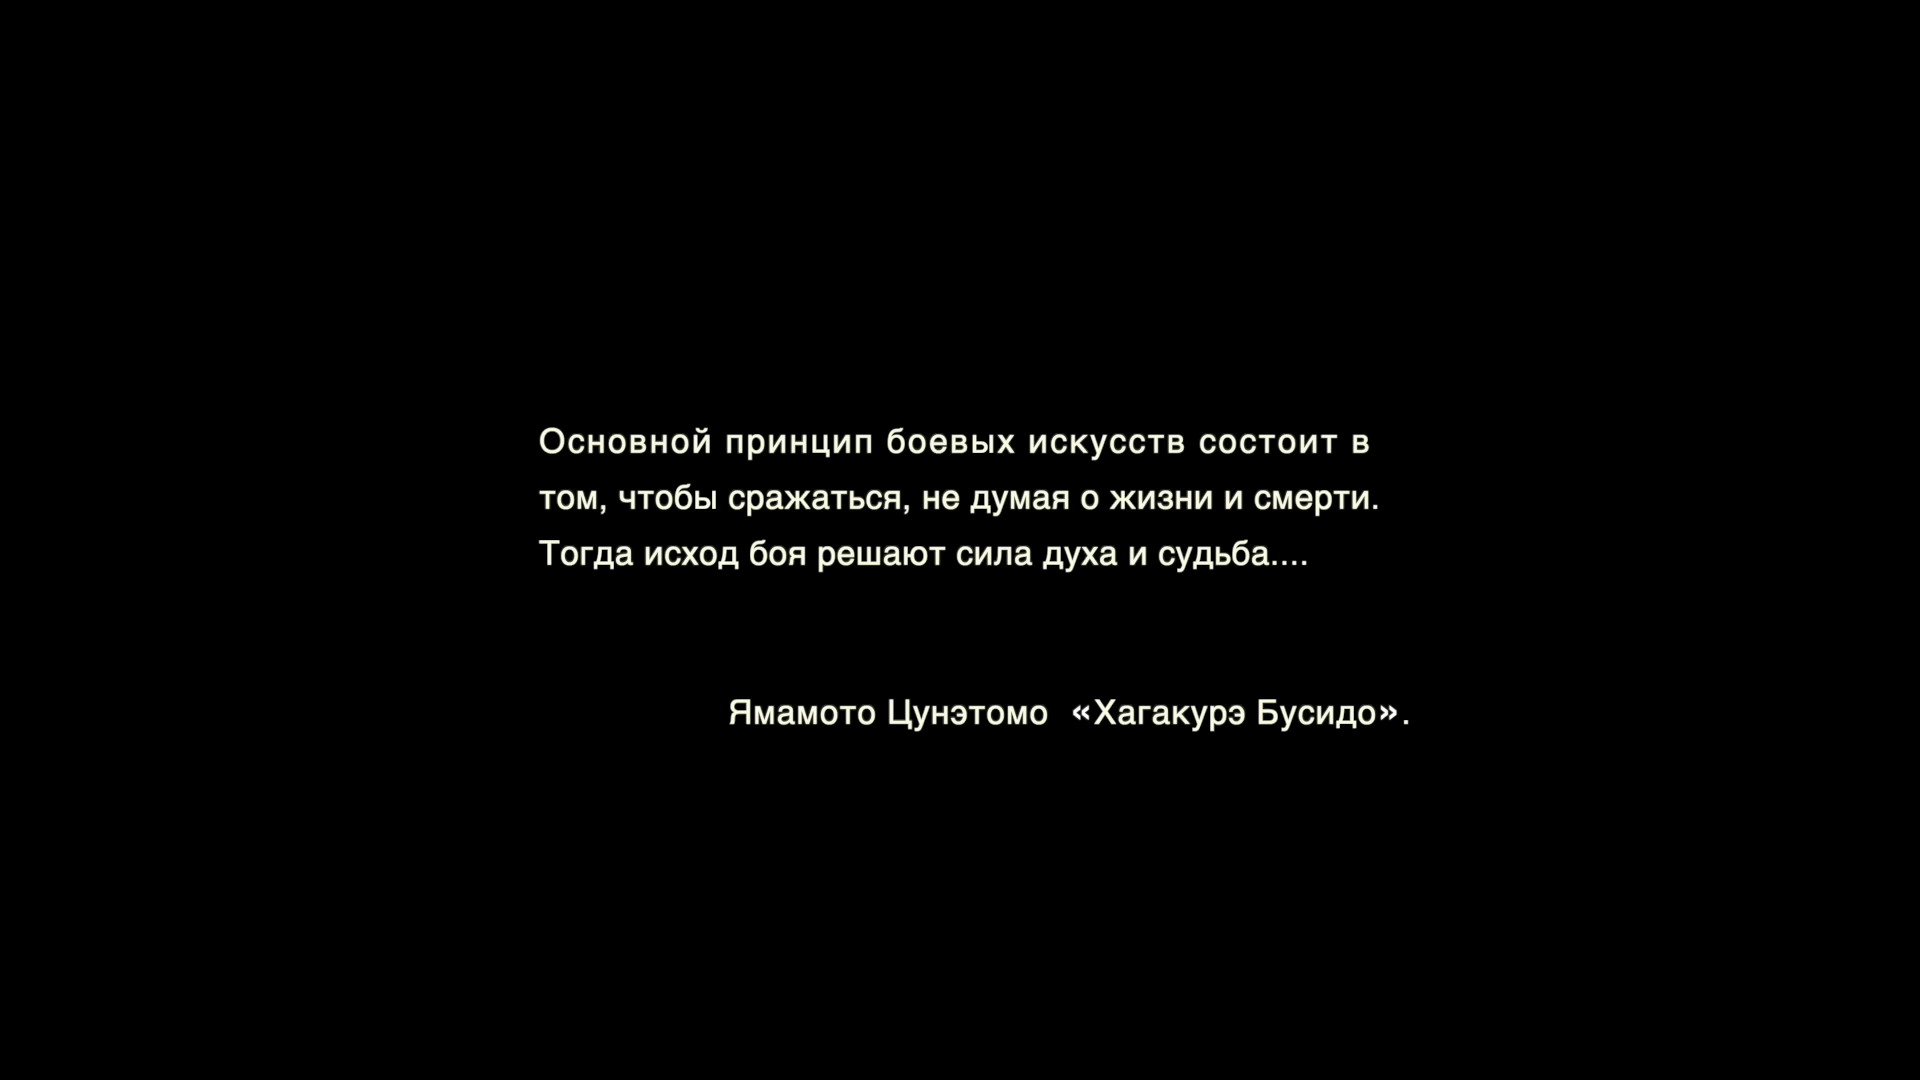 Основной принцип боевых искусств состоит в
том, чтобы сражаться, не думая о жизни и смерти.
Тогда исход боя решают сила духа и судьба....
Ямамото Цунэтомо «Хагакурэ Бусидо».